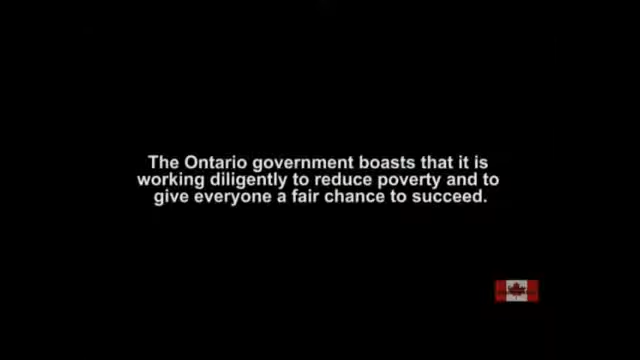 The Ontario government boasts that it is
working diligently to reduce poverty and to
give everyone a fair chance to succeed.